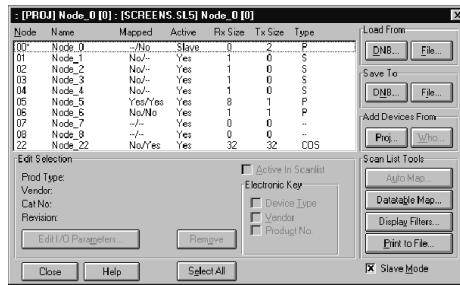 : [PROJ] Node_0 [0] : [SCREENS.SL5] Node_0 [0]
Node Name Mapped Active Rx Size Tx Size Type
00* Node_0 --/No Slave 0 2 P
01 Node_1 No/-- Yes 1 0 S
02 Node_2 No/-- Yes 1 0 S
03 Node_3 No/-- Yes 1 0 S
04 Node_4 No/-- Yes 1 0 S
05 Node_5 Yes/Yes Yes 8 1 P
06 Node_6 No/No Yes 1 1 P
07 Node_7 --/-- Yes 0 0 --
08 Node_8 --/-- Yes 0 0 --
22 Node_22 No/Yes Yes 32 32 COS
Load From
DNB... File...
Save To
DNB... File...
Add Devices From
Proj... Who...
Edit Selection
Prod Type:
Vendor:
Cat No:
Revision:
Active In Scanlist
Electronic Key
Device Type
Vendor
Product No.
Edit I/O Parameters... Remove
Scan List Tools
Auto Map...
Datatable Map...
Display Filters...
Print to File...
Close Help Select All
Slave Mode